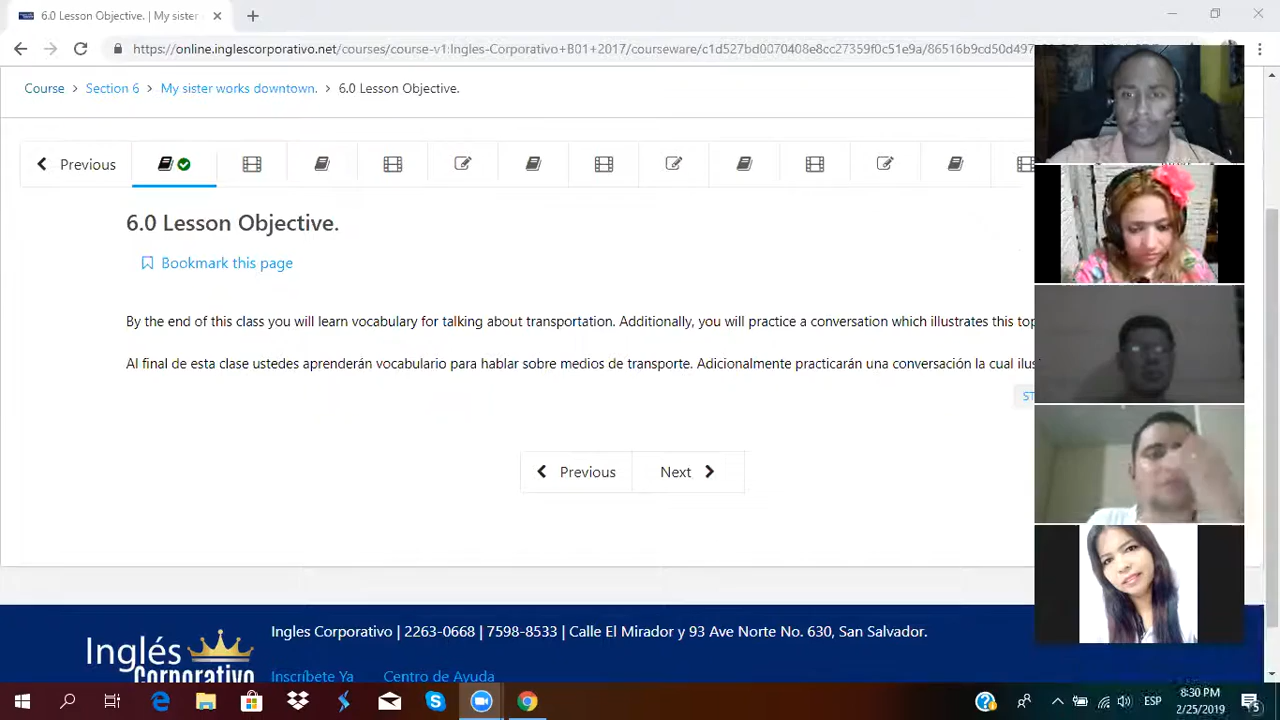 6.0 Lesson Objective. | My sister
https://online.inglescorporativo.net/courses/course-v1:Ingles-Corporativo+B01+2017/courseware/c1d527bd0070408e8cc27359f0c51e9a/86516b9cd50d497
Course > Section 6 > My sister works downtown. > 6.0 Lesson Objective.
Previous
6.0 Lesson Objective.
Bookmark this page
By the end of this class you will learn vocabulary for talking about transportation. Additionally, you will practice a conversation which illustrates this top
Al final de esta clase ustedes aprenderán vocabulario para hablar sobre medios de transporte. Adicionalmente practicarán una conversación la cual ilus
ST
Previous Next
Inglés Corporativo
Ingles Corporativo | 2263-0668 | 7598-8533 | Calle El Mirador y 93 Ave Norte No. 630, San Salvador.
Inscríbete Ya Centro de Ayuda
ESP
8:30 PM
2/25/2019
5